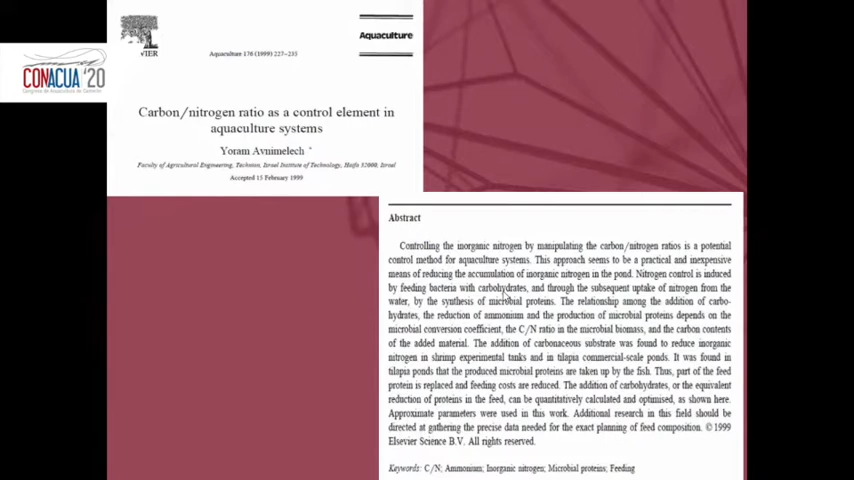 VIER
Aquaculture 176 (1999) 227–235
Aquaculture
CONACUA '20
Carbon/nitrogen ratio as a control element in
aquaculture systems
Yoram Avnimelech *
Faculty of Agricultural Engineering, Technion, Israel Institute of Technology, Haifa 32000, Israel
Accepted 15 February 1999
Abstract
Controlling the inorganic nitrogen by manipulating the carbon/nitrogen ratios is a potential
control method for aquaculture systems. This approach seems to be a practical and inexpensive
means of reducing the accumulation of inorganic nitrogen in the pond. Nitrogen control is induced
by feeding bacteria with carbohydrates, and through the subsequent uptake of nitrogen from the
water, by the synthesis of microbial proteins. The relationship among the addition of carbo-
hydrates, the reduction of ammonium and the production of microbial proteins depends on the
microbial conversion coefficient, the C/N ratio in the microbial biomass, and the carbon contents
of the added material. The addition of carbonaceous substrate was found to reduce inorganic
nitrogen in shrimp experimental tanks and in tilapia commercial-scale ponds. It was found in
tilapia ponds that the produced microbial proteins are taken up by the fish. Thus, part of the feed
protein is replaced and feeding costs are reduced. The addition of carbohydrates, or the equivalent
reduction of proteins in the feed, can be quantitatively calculated and optimised, as shown here.
Approximate parameters were used in this work. Additional research in this field should be
directed at gathering the precise data needed for the exact planning of feed composition. © 1999
Elsevier Science B.V. All rights reserved.
Keywords: C/N; Ammonium; Inorganic nitrogen; Microbial proteins; Feeding